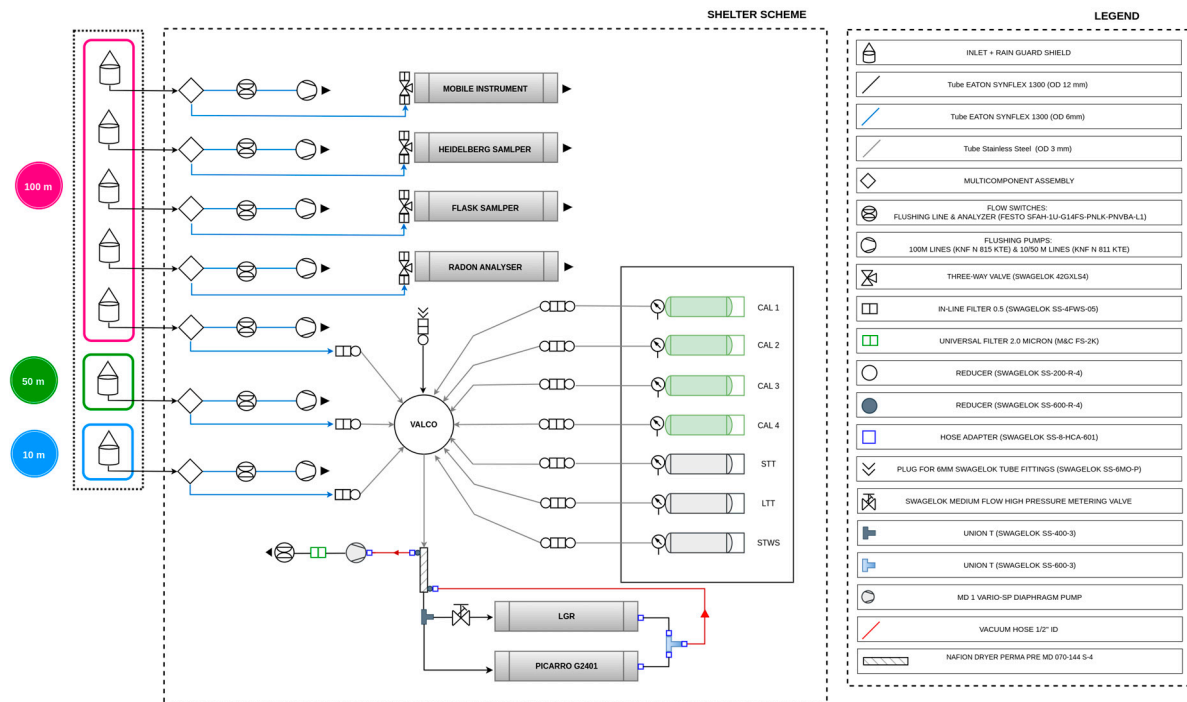 SHELTER SCHEME
LEGEND
100 m
50 m
10 m
MOBILE INSTRUMENT
HEIDELBERG SAMLPER
FLASK SAMLPER
RADON ANALYSER
VALCO
CAL 1
CAL 2
CAL 3
CAL 4
STT
LTT
STWS
LGR
PICARRO G2401
INLET + RAIN GUARD SHIELD
Tube EATON SYNFLEX 1300 (OD 12 mm)
Tube EATON SYNFLEX 1300 (OD 6mm)
Tube Stainless Steel (OD 3 mm)
MULTICOMPONENT ASSEMBLY
FLOW SWITCHES:
FLUSHING LINE & ANALYZER (FESTO SFAH-1U-G14FS-PNLK-PNVBA-L1)
FLUSHING PUMPS:
100M LINES (KNF N 815 KTE) & 10/50 M LINES (KNF N 811 KTE)
THREE-WAY VALVE (SWAGELOK 42GXLS4)
IN-LINE FILTER 0.5 (SWAGELOK SS-4FWS-05)
UNIVERSAL FILTER 2.0 MICRON (M&C FS-2K)
REDUCER (SWAGELOK SS-200-R-4)
REDUCER (SWAGELOK SS-600-R-4)
HOSE ADAPTER (SWAGELOK SS-8-HCA-601)
PLUG FOR 6MM SWAGELOK TUBE FITTINGS (SWAGELOK SS-6MO-P)
SWAGELOK MEDIUM FLOW HIGH PRESSURE METERING VALVE
UNION T (SWAGELOK SS-400-3)
UNION T (SWAGELOK SS-600-3)
MD 1 VARIO-SP DIAPHRAGM PUMP
VACUUM HOSE 1/2" ID
NAFION DRYER PERMA PRE MD 070-144 S-4